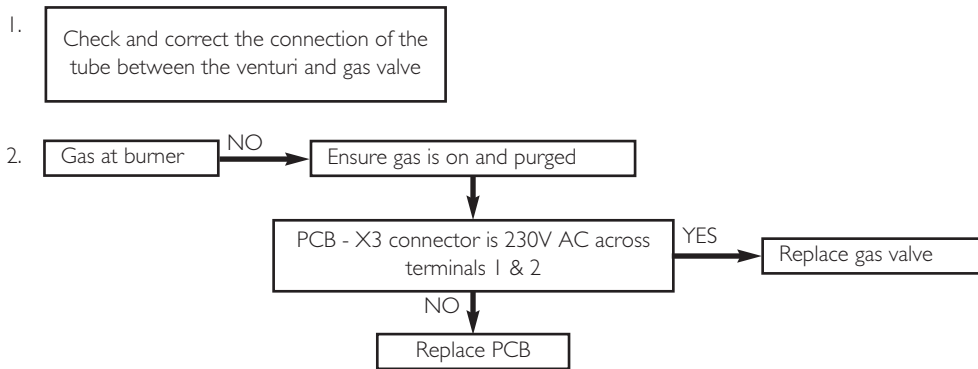 1.
Check and correct the connection of the
tube between the venturi and gas valve
2.
Gas at burner
NO
Ensure gas is on and purged
PCB - X3 connector is 230V AC across
terminals 1 & 2
YES
Replace gas valve
NO
Replace PCB